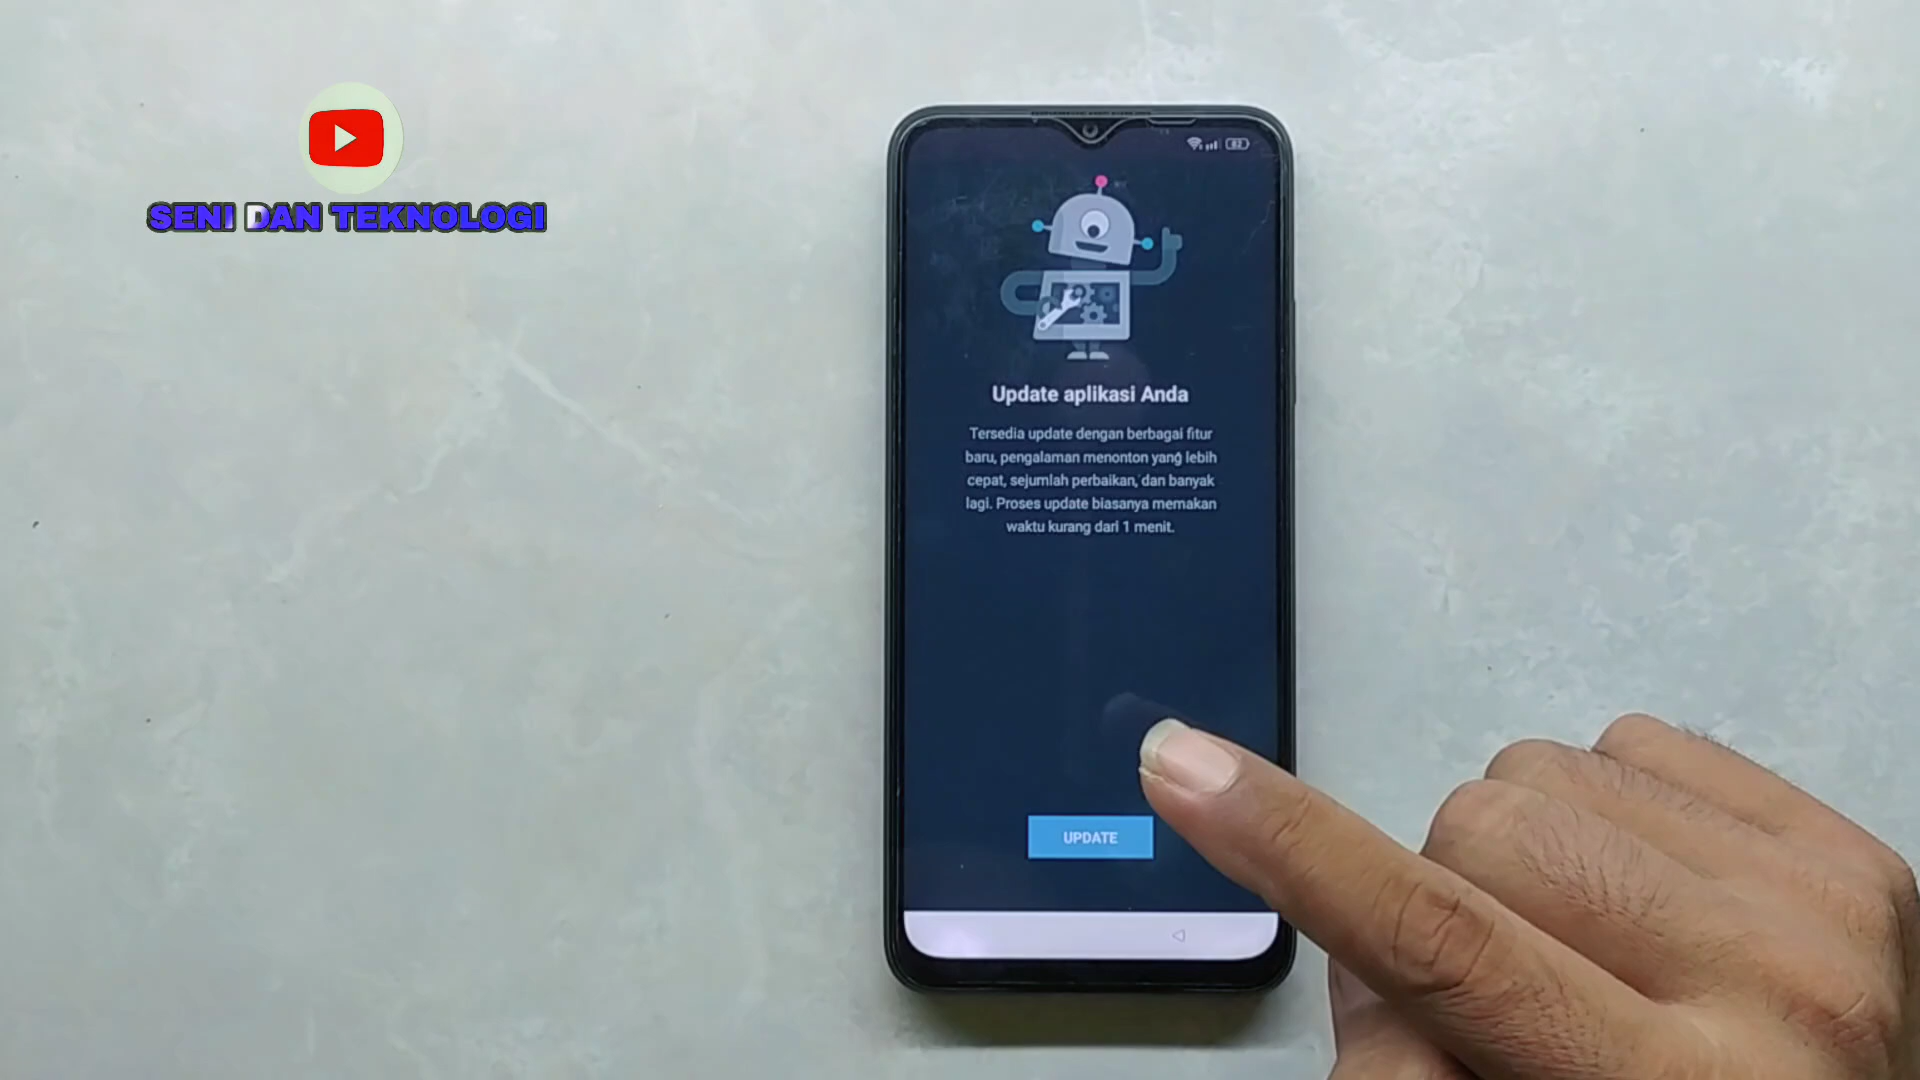 SENI DAN TEKNOLOGI
82
Update aplikasi Anda
Tersedia update dengan berbagai fitur
baru, pengalaman menonton yang lebih
cepat, sejumlah perbaikan, dan banyak
lagi. Proses update biasanya memakan
waktu kurang dari 1 menit.
UPDATE